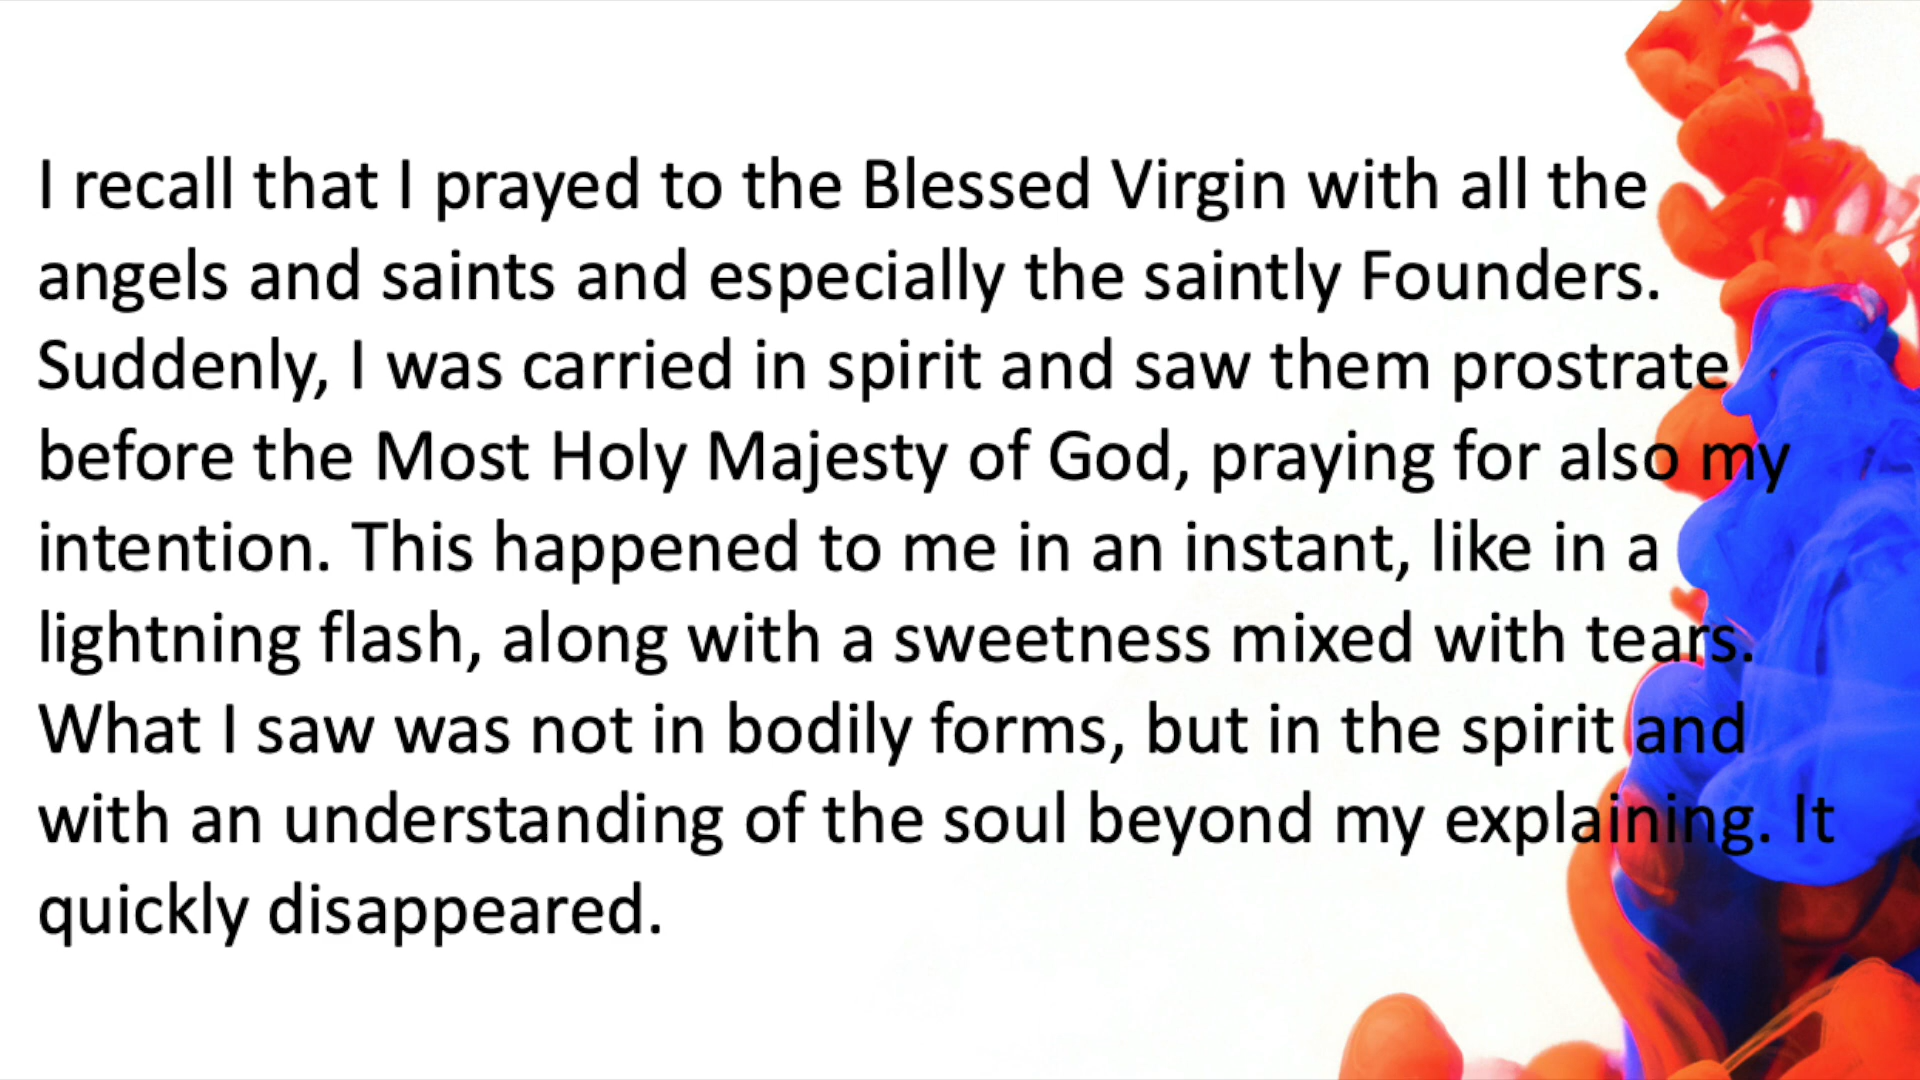 I recall that I prayed to the Blessed Virgin with all the
angels and saints and especially the saintly Founders.
Suddenly, I was carried in spirit and saw them prostrate
before the Most Holy Majesty of God, praying for also my
intention. This happened to me in an instant, like in a
lightning flash, along with a sweetness mixed with tears.
What I saw was not in bodily forms, but in the spirit and
with an understanding of the soul beyond my explaining. It
quickly disappeared.